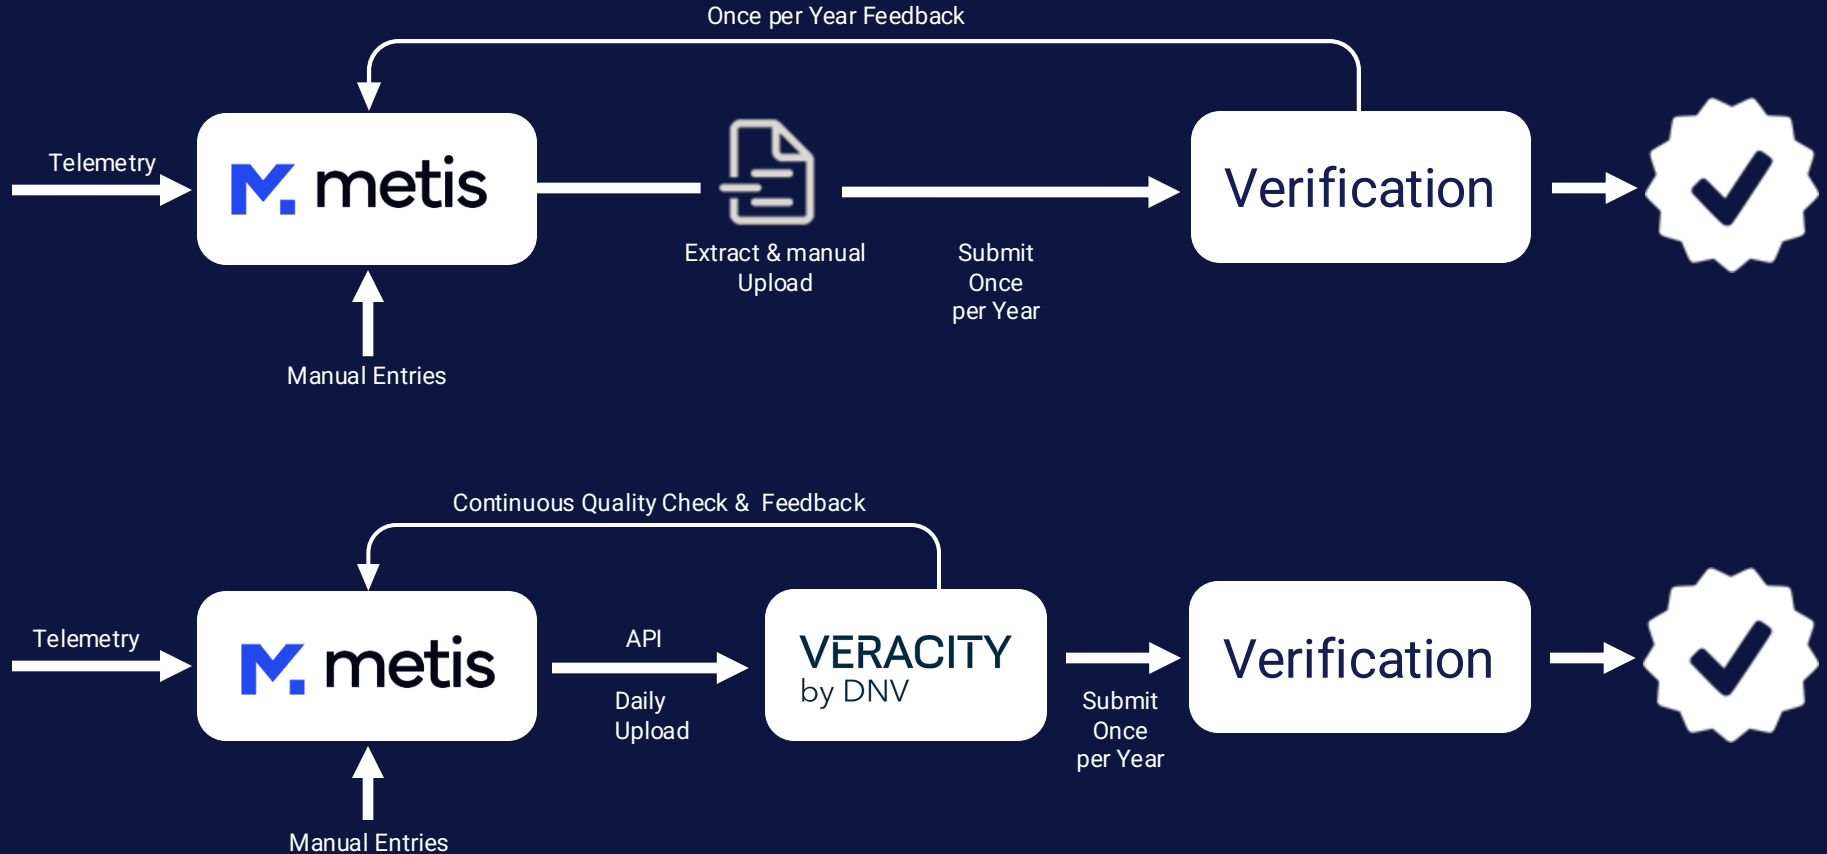 Once per Year Feedback
Telemetry
metis
Extract & manual
Upload
Submit
Once
per Year
Verification
Manual Entries
Continuous Quality Check & Feedback
Telemetry
metis
API
Daily
Upload
VERACITY
by DNV
Submit
Once
per Year
Verification
Manual Entries